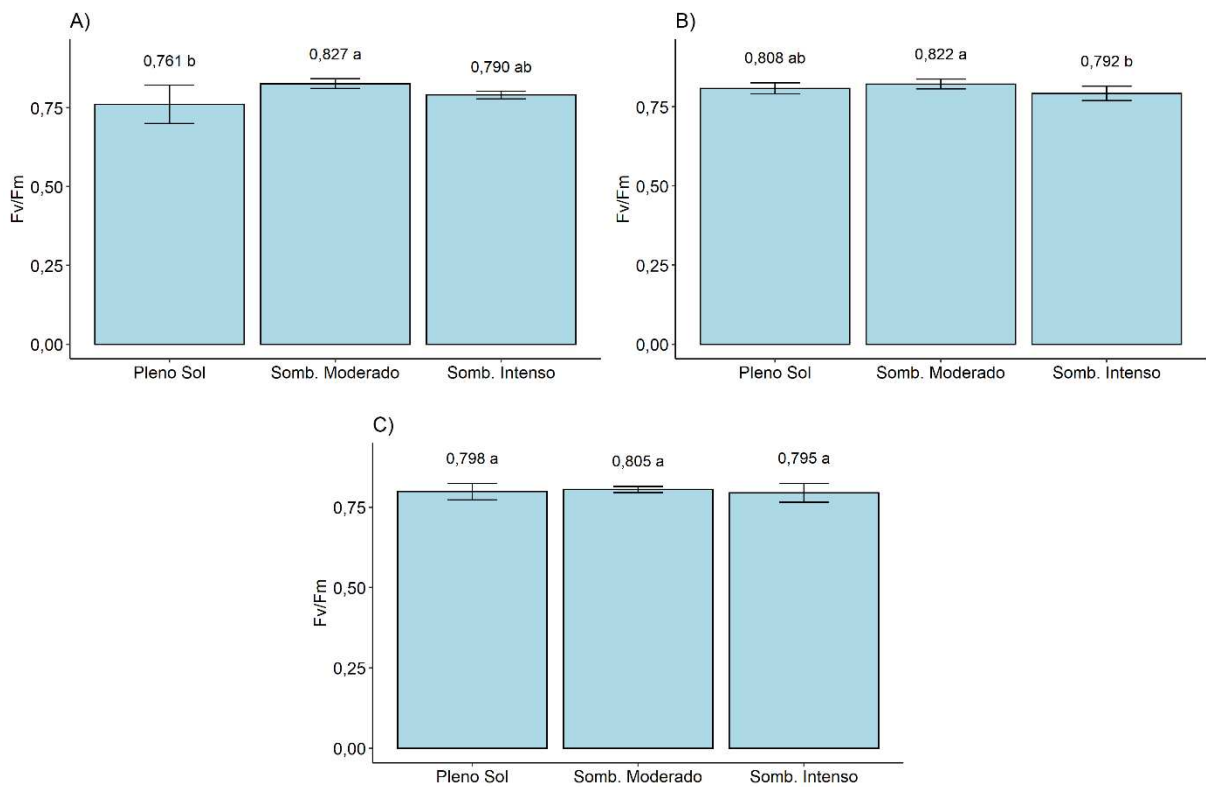 A)
0,761 b
0,827 a
0,790 ab
Fv/Fm
0,75
0,50
0,25
0,00
Pleno Sol
Somb. Moderado
Somb. Intenso
B)
0,808 ab
0,822 a
0,792 b
Fv/Fm
0,75
0,50
0,25
0,00
Pleno Sol
Somb. Moderado
Somb. Intenso
C)
0,798 a
0,805 a
0,795 a
Fv/Fm
0,75
0,50
0,25
0,00
Pleno Sol
Somb. Moderado
Somb. Intenso